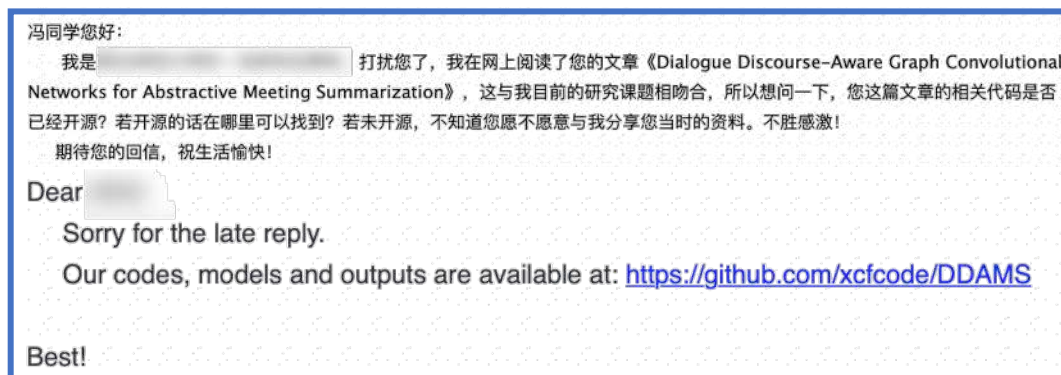 冯同学您好：
我是 打扰您了，我在网上阅读了您的文章《Dialogue Discourse-Aware Graph Convolutional
Networks for Abstractive Meeting Summarization》，这与我目前的研究课题相吻合，所以想问一下，您这篇文章的相关代码是否
已经开源？若开源的话在哪里可以找到？若未开源，不知道您愿不愿意与我分享您当时的资料。不胜感激！
期待您的回信，祝生活愉快！
Dear
Sorry for the late reply.
Our codes, models and outputs are available at: https://github.com/xcfcode/DDAMS
Best!